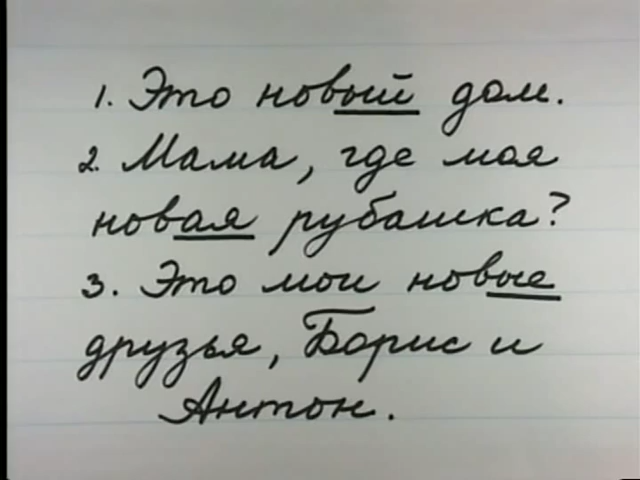 1. Это новый дом.
2. Мама, где моя
новая рубашка?
3. Это мои новые
друзья, Борис и
Антон.